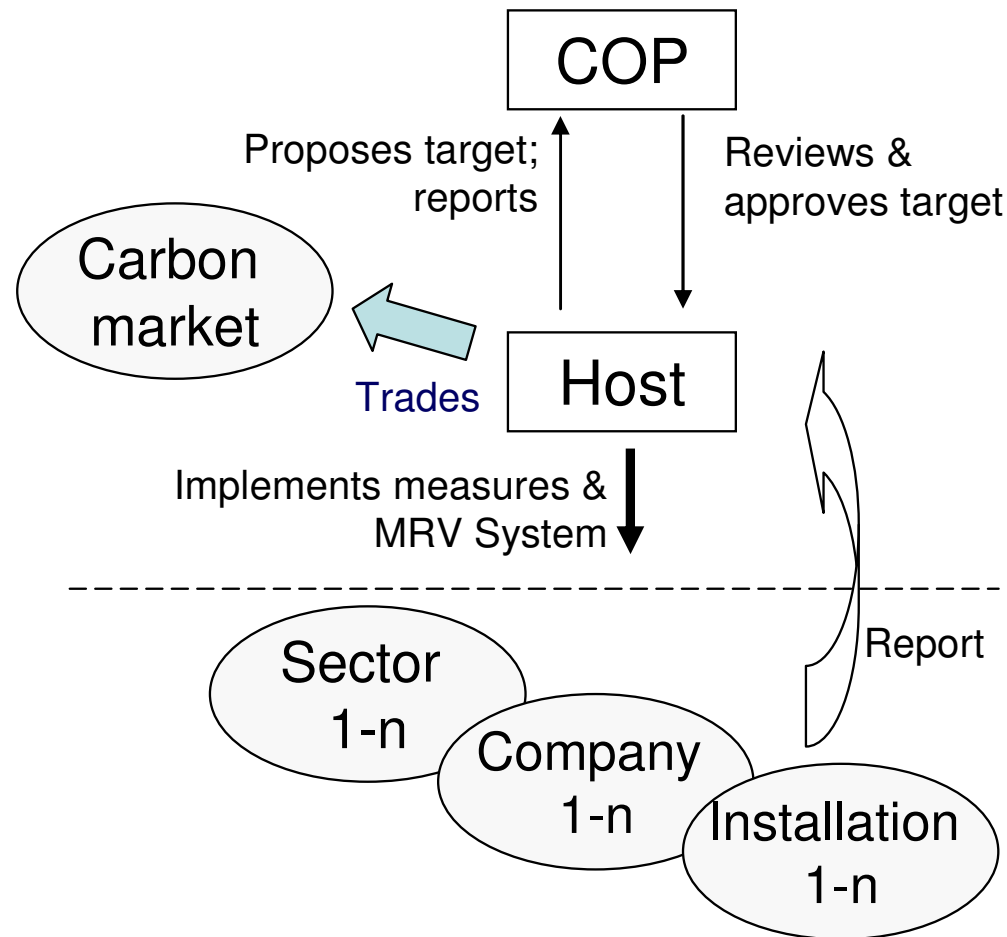 COP
Proposes target;
reports
Reviews &
approves target
Carbon
market
Trades
Host
Implements measures &
MRV System
Report
Sector
1-n
Company
1-n
Installation
1-n